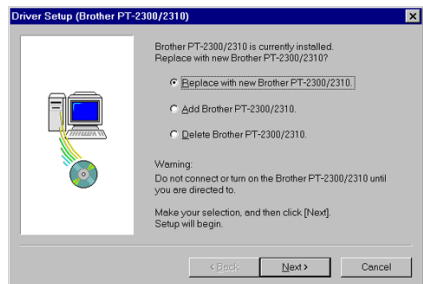 Driver Setup (Brother PT-2300/2310)
Brother PT-2300/2310 is currently installed.
Replace with new Brother PT-2300/2310?
Replace with new Brother PT-2300/2310.
Add Brother PT-2300/2310.
Delete Brother PT-2300/2310.
Warning:
Do not connect or turn on the Brother PT-2300/2310 until
you are directed to.
Make your selection, and then click [Next].
Setup will begin.
< Back
Next >
Cancel